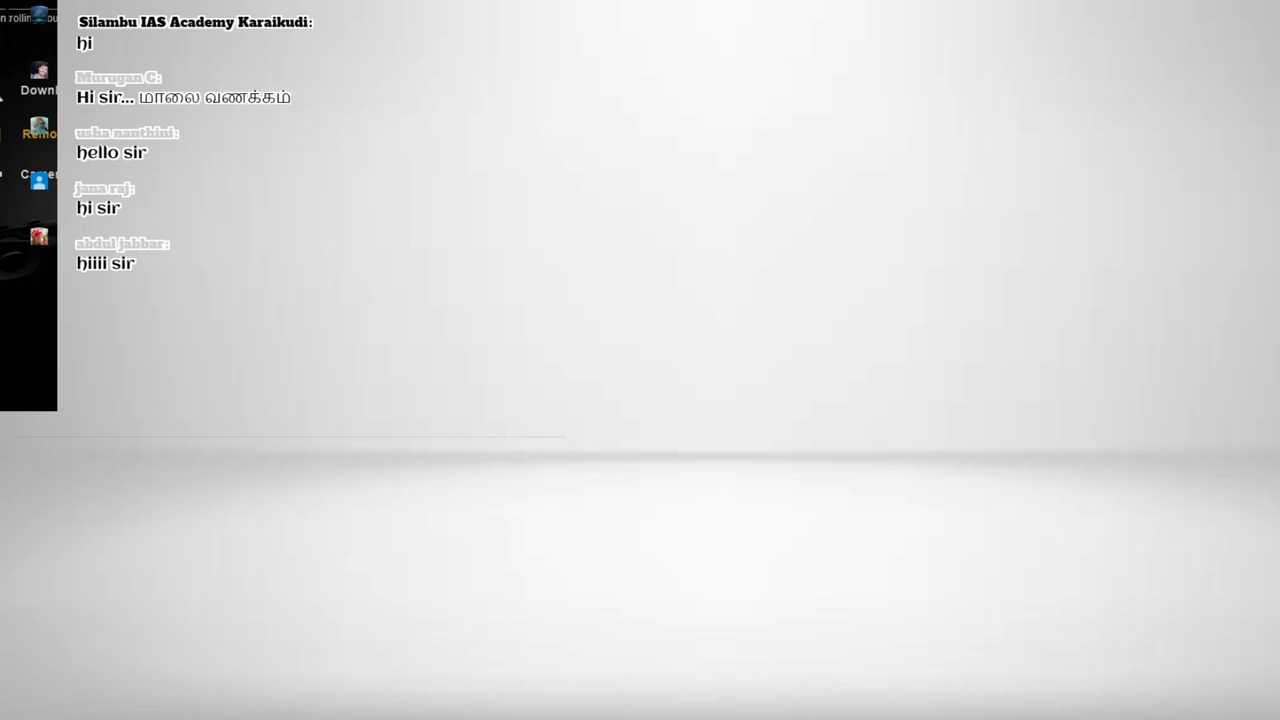 Silambu IAS Academy Karaikudi:
hi
Murugan C:
Hi sir... மாலை வணக்கம்
usha nanthini:
hello sir
jana raj:
hi sir
abdul jabbar:
hiiii sir